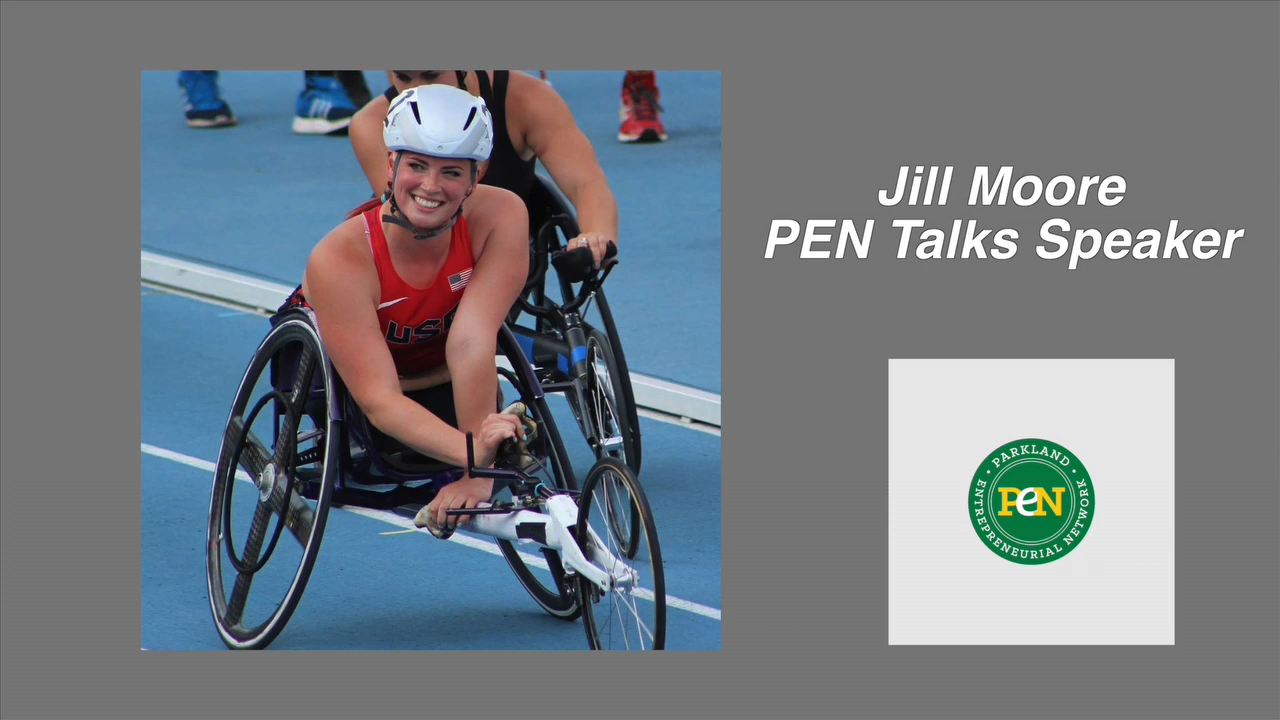 Jill Moore
PEN Talks Speaker
USA
• PARKLAND •
PeN
ENTREPRENEURIAL NETWORK